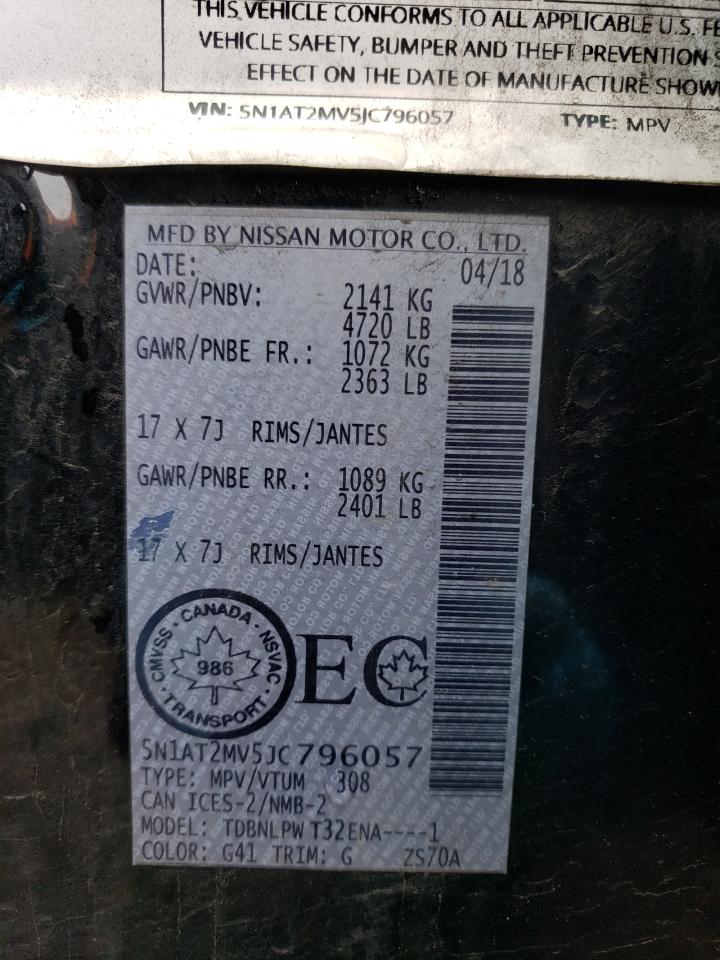 THIS VEHICLE CONFORMS TO ALL APPLICABLE U.S.
VEHICLE SAFETY, BUMPER AND THEFT PREVENTION
EFFECT ON THE DATE OF MANUFACTURE SHOW
VIN: 5N1AT2MV5JC796057 TYPE: MPV
MFD BY NISSAN MOTOR CO., LTD.
DATE: 04/18
GVWR/PNBV: 2141 KG
4720 LB
GAWR/PNBE FR.: 1072 KG
2363 LB
17 X 7J RIMS/JANTES
GAWR/PNBE RR.: 1089 KG
2401 LB
17 X 7J RIMS/JANTES
CANADA · NSVAC · TRANSPORT · CMVSS ·
986
EC
5N1AT2MV5JC796057
TYPE: MPV/VTUM 308
CAN ICES-2/NMB-2
MODEL: TDBNLPW T32ENA----1
COLOR: G41 TRIM: G ZS70A